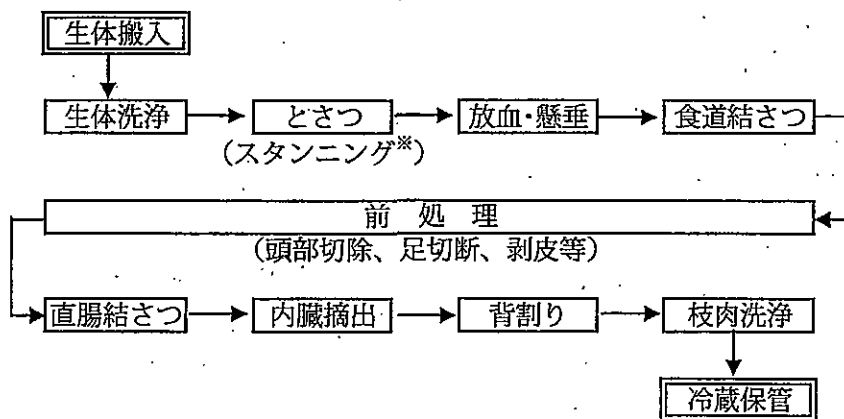 生体搬入
生体洗浄 とさつ 放血・懸垂 食道結さつ
(スタンニング※)
前処理
(頭部切除、足切断、剥皮等)
直腸結さつ 内臓摘出 背割り 枝肉洗浄
冷蔵保管